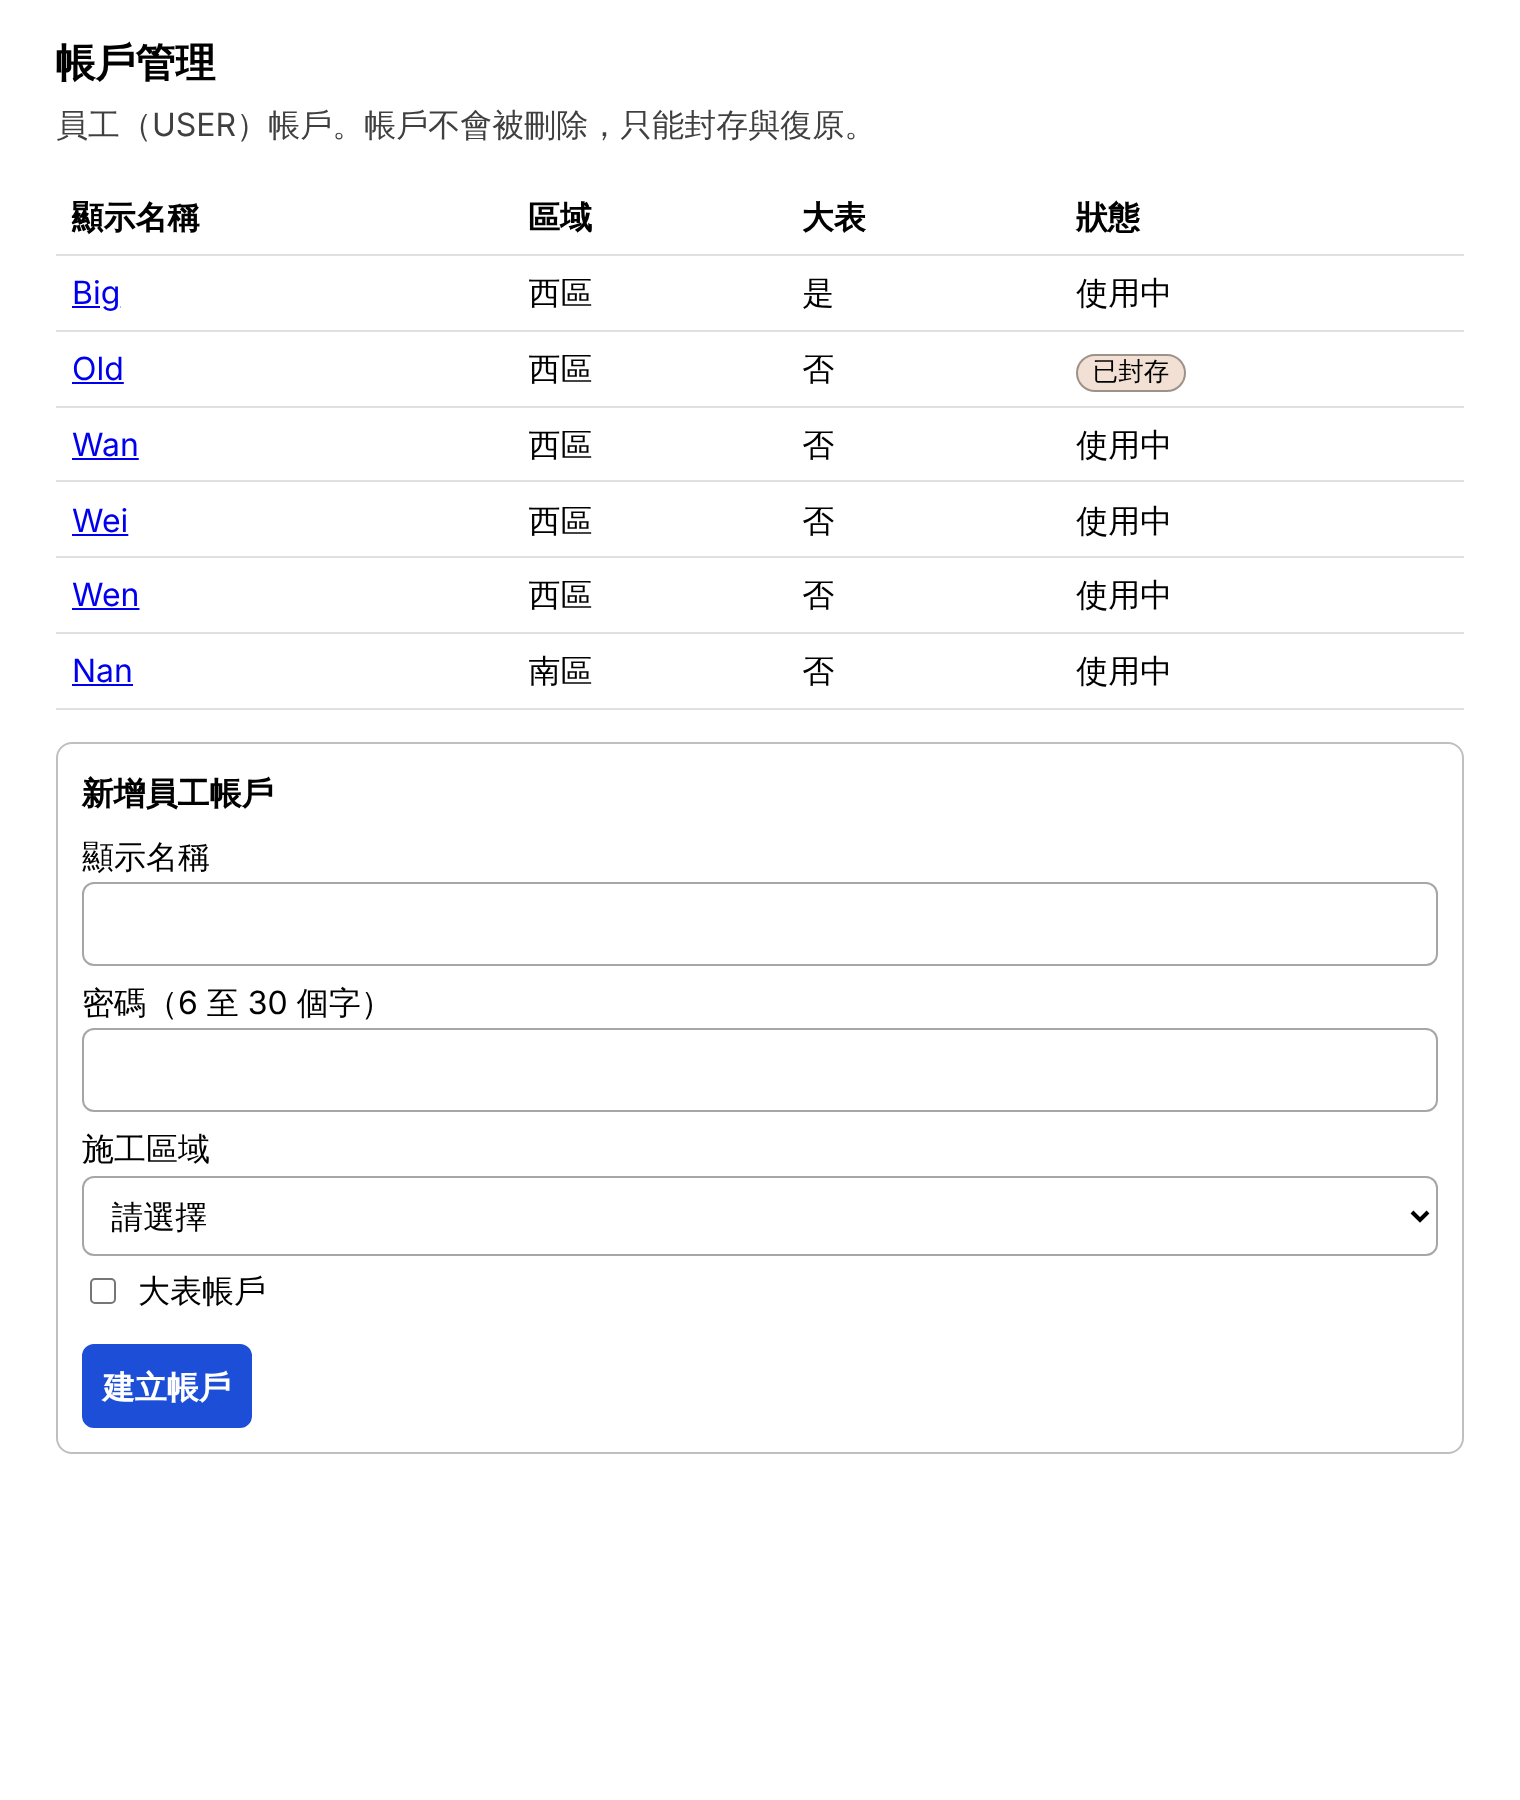 帳戶管理
員工（USER）帳戶。帳戶不會被刪除，只能封存與復原。
顯示名稱 區域 大表 狀態
Big 西區 是 使用中
Old 西區 否 已封存
Wan 西區 否 使用中
Wei 西區 否 使用中
Wen 西區 否 使用中
Nan 南區 否 使用中
新增員工帳戶
顯示名稱
密碼（6 至 30 個字）
施工區域
請選擇
大表帳戶
建立帳戶